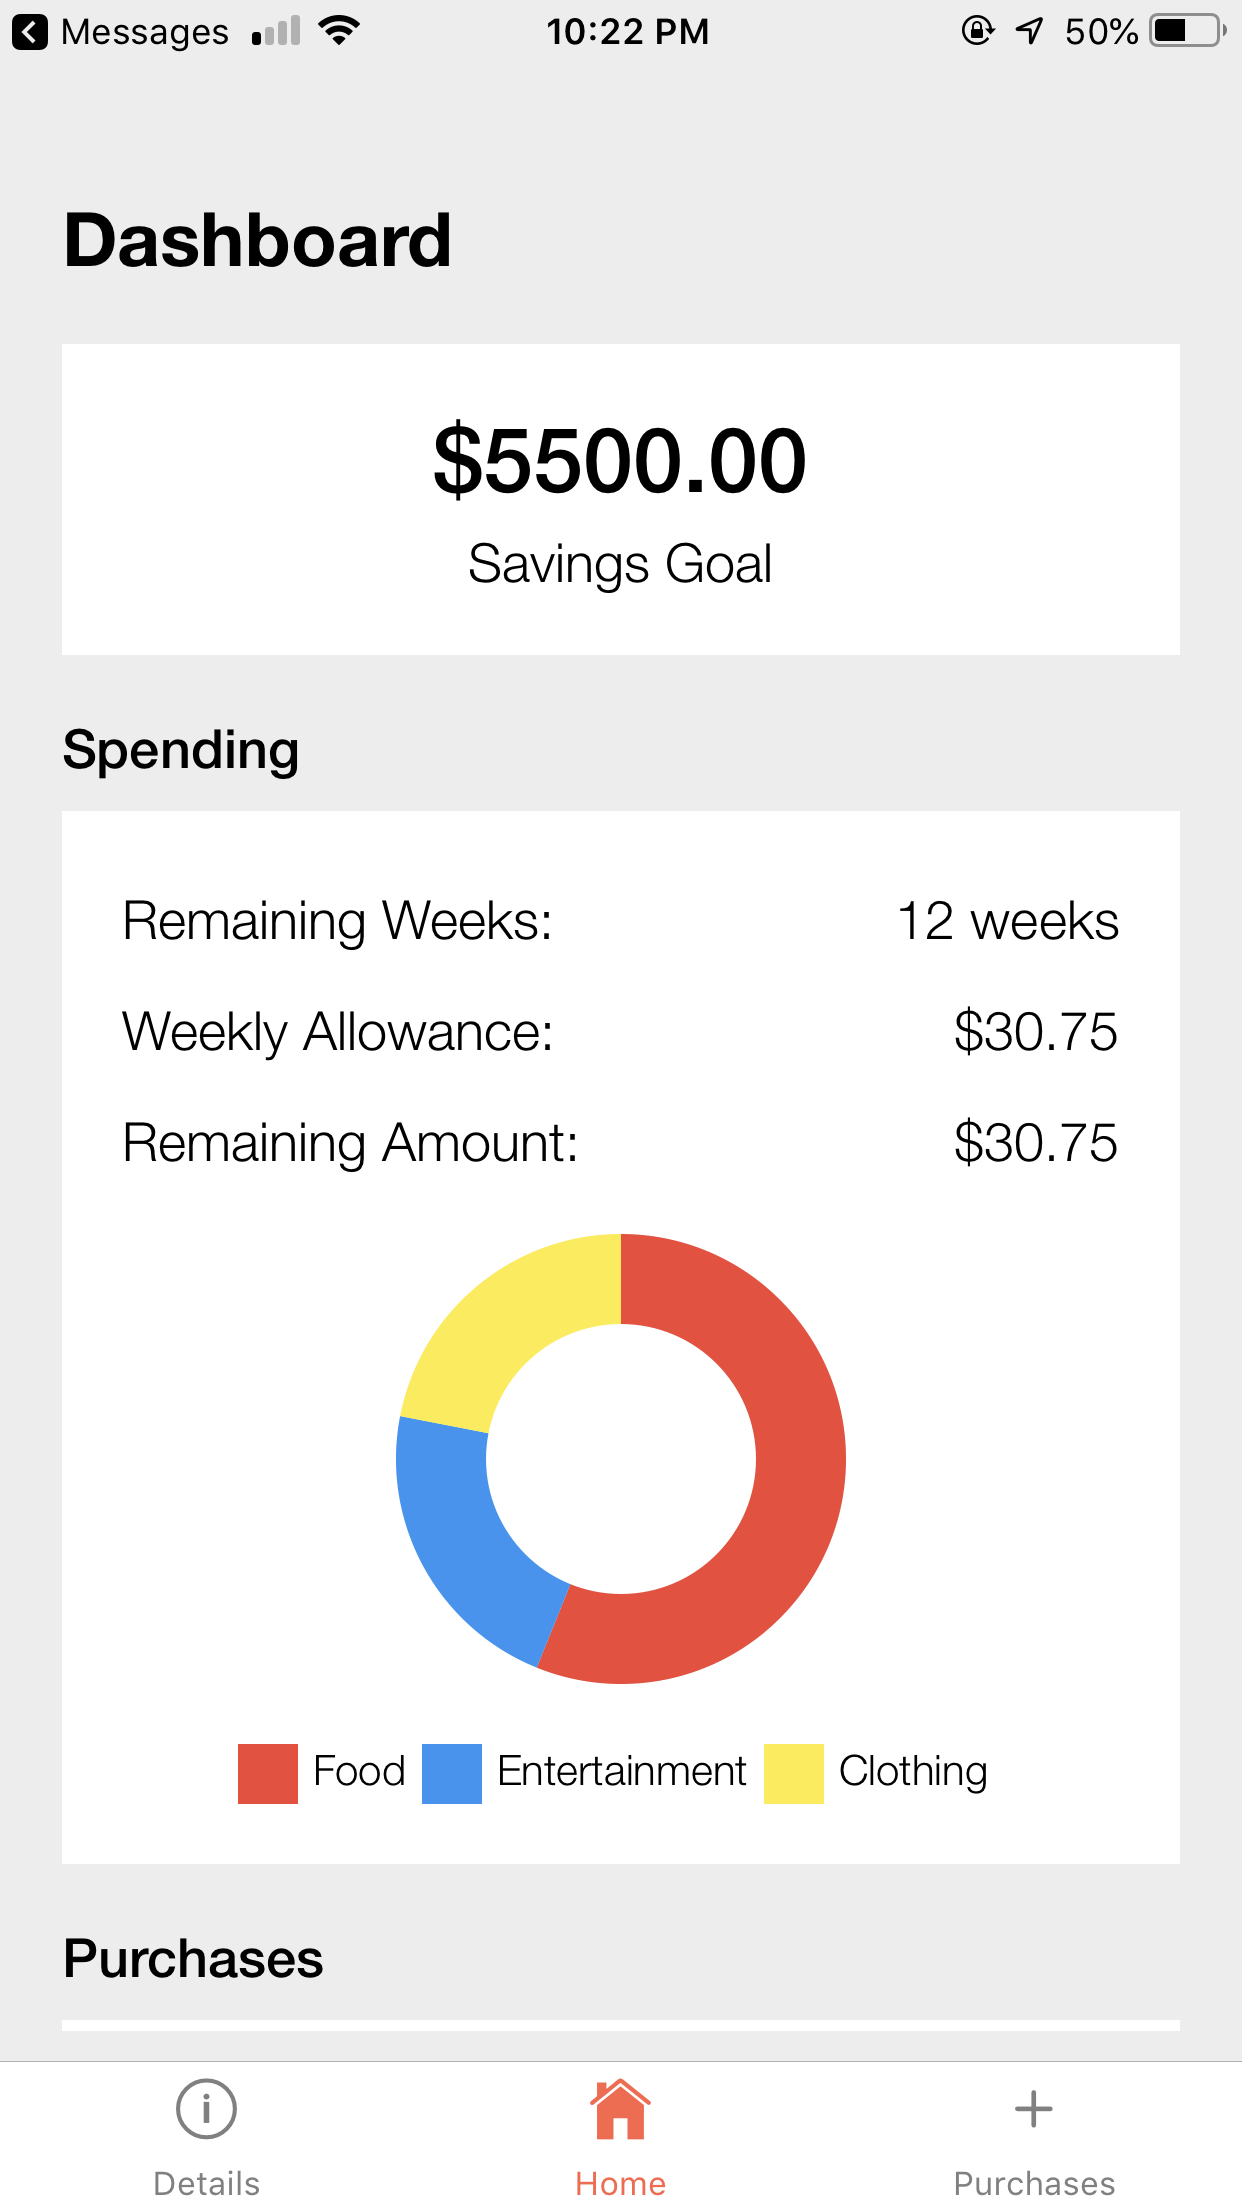 Messages 10:22 PM 50%
Dashboard
$5500.00
Savings Goal
Spending
Remaining Weeks: 12 weeks
Weekly Allowance: $30.75
Remaining Amount: $30.75
Food Entertainment Clothing
Purchases
Details Home Purchases